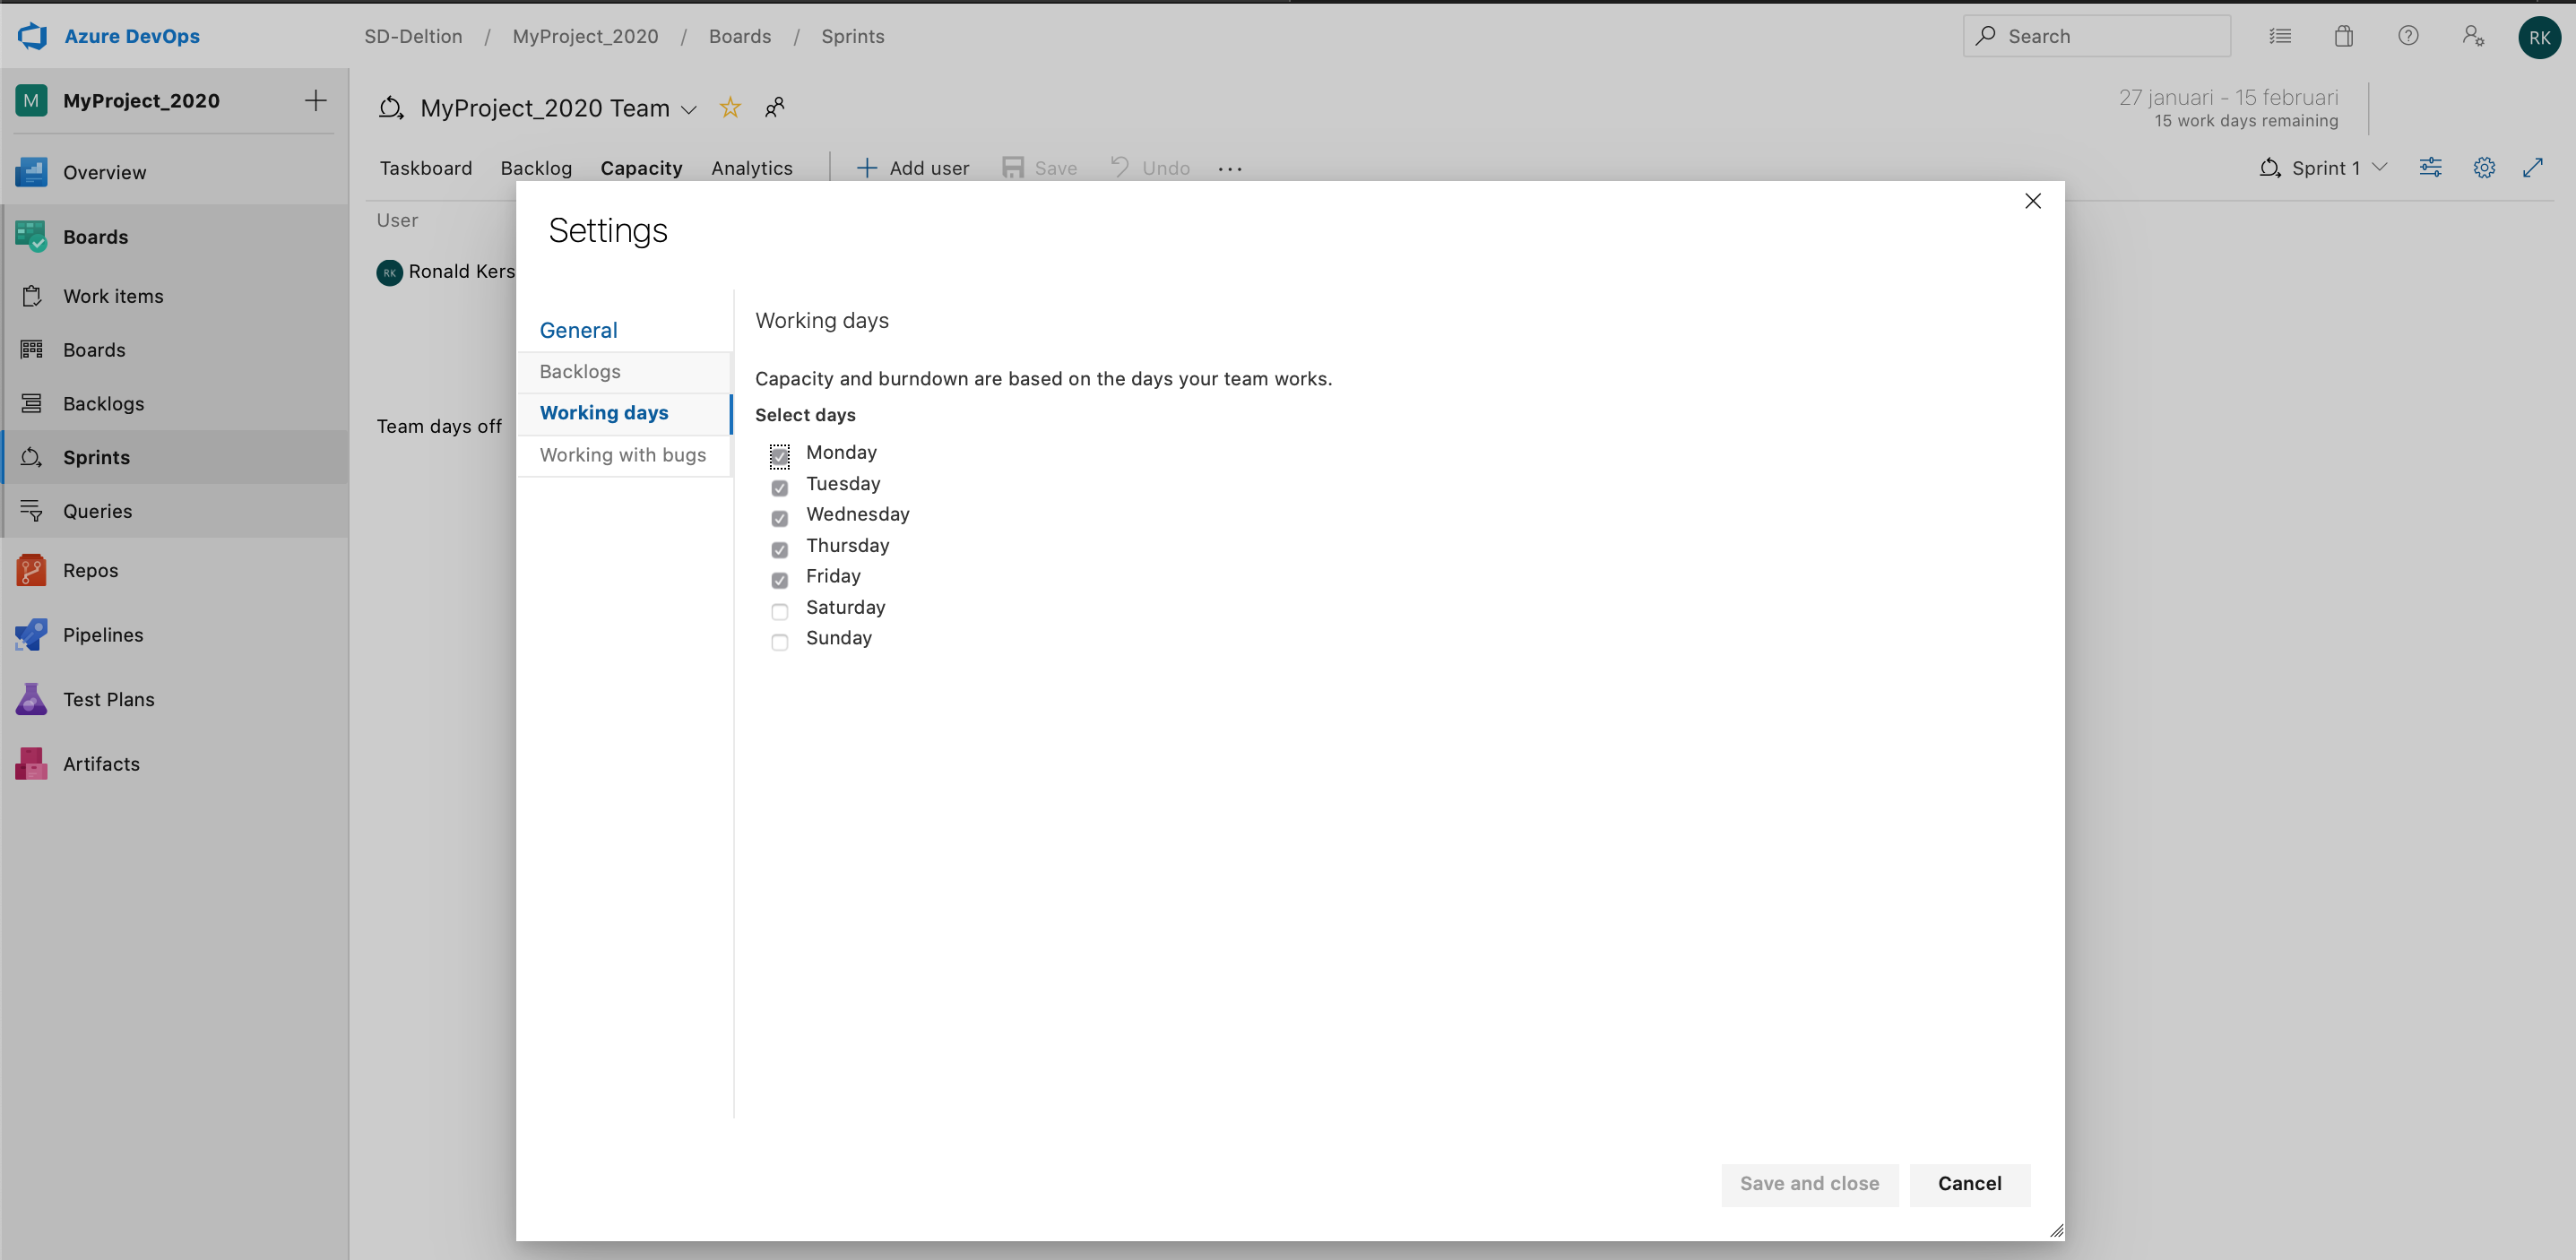 Azure DevOps
SD-Deltion / MyProject_2020 / Boards / Sprints
Search
RK
M MyProject_2020
MyProject_2020 Team
27 januari - 15 februari
15 work days remaining
Taskboard Backlog Capacity Analytics Add user Save Undo ...
Sprint 1
Overview
Boards
Work items
Boards
Backlogs
Sprints
Queries
Repos
Pipelines
Test Plans
Artifacts
User
RK Ronald Kers
Team days off
Settings
General
Backlogs
Working days
Working with bugs
Working days
Capacity and burndown are based on the days your team works.
Select days
Monday
Tuesday
Wednesday
Thursday
Friday
Saturday
Sunday
Save and close
Cancel